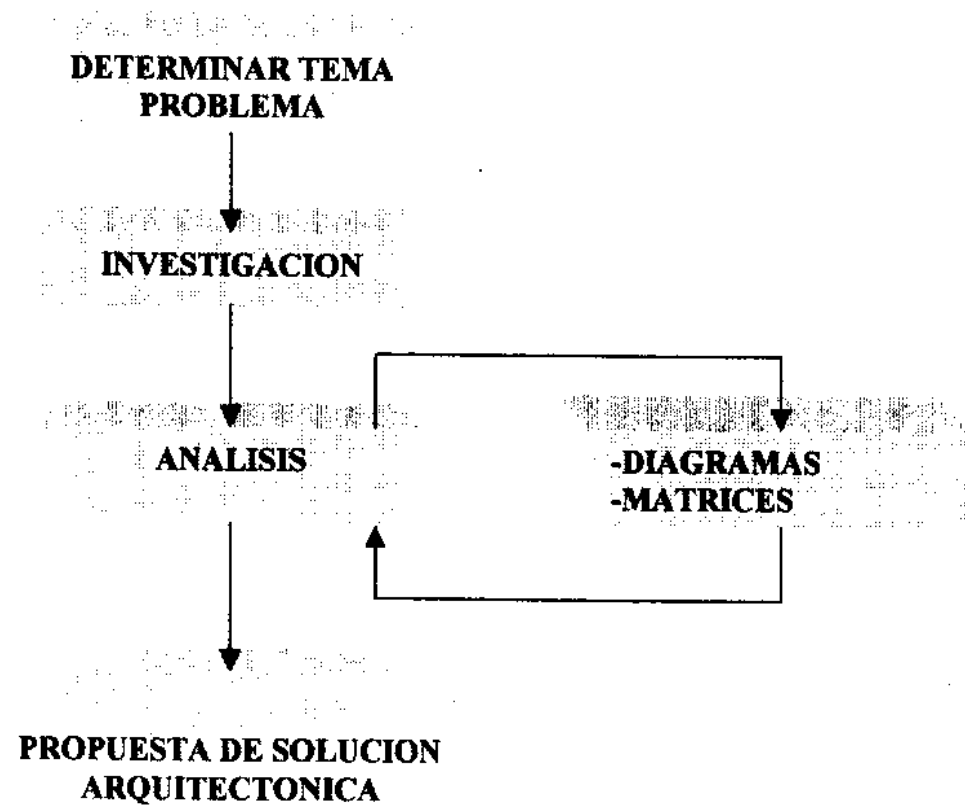 DETERMINAR TEMA
PROBLEMA
INVESTIGACION
ANALISIS
-DIAGRAMAS
-MATRICES
PROPUESTA DE SOLUCION
ARQUITECTONICA